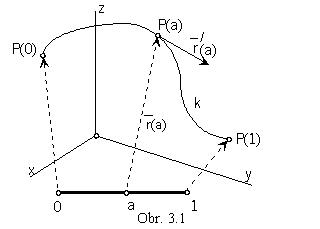 z
P(a)
P(0)
r̅ʹ(a)
k
r̅(a)
P(1)
x
y
0
a
1
Obr. 3.1